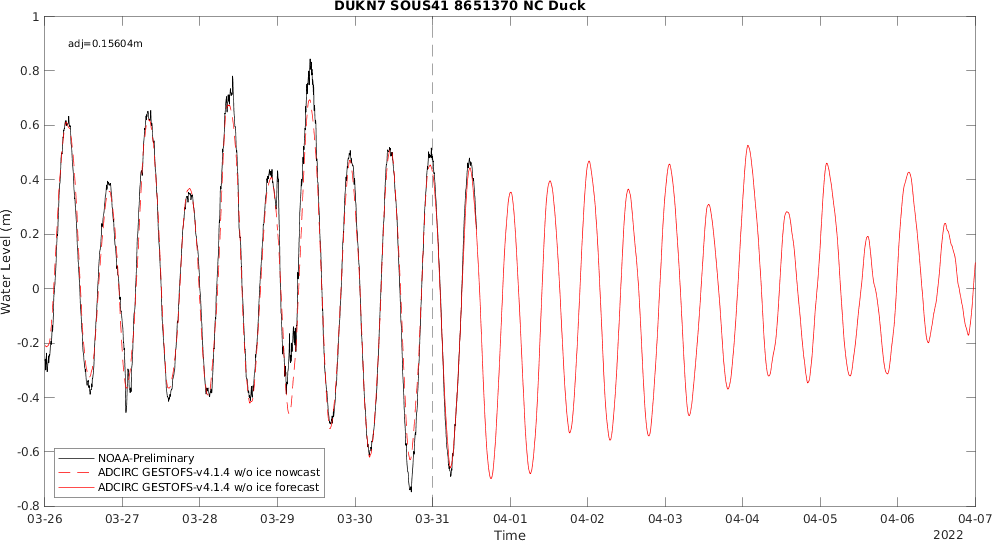 DUKN7 SOUS41 8651370 NC Duck
adj=0.15604m
Water Level (m)
1
0.8
0.6
0.4
0.2
0
-0.2
-0.4
-0.6
-0.8
NOAA-Preliminary
ADCIRC GESTOFS-v4.1.4 w/o ice nowcast
ADCIRC GESTOFS-v4.1.4 w/o ice forecast
03-26 03-27 03-28 03-29 03-30 03-31 04-01 04-02 04-03 04-04 04-05 04-06 04-07
Time
2022